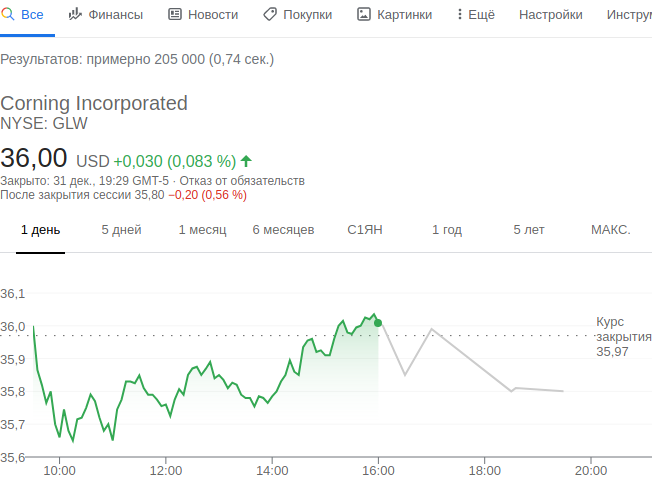 Все Финансы Новости Покупки Картинки Ещё Настройки
Результатов: примерно 205 000 (0,74 сек.)
Corning Incorporated
NYSE: GLW
36,00 USD +0,030 (0,083 %)
Закрыто: 31 дек., 19:29 GMT-5 · Отказ от обязательств
После закрытия сессии 35,80 −0,20 (0,56 %)
1 день 5 дней 1 месяц 6 месяцев С1ЯН 1 год 5 лет МАКС.
36,1
36,0
Курс
закрытия
35,97
35,9
35,8
35,7
35,6
10:00 12:00 14:00 16:00 18:00 20:00